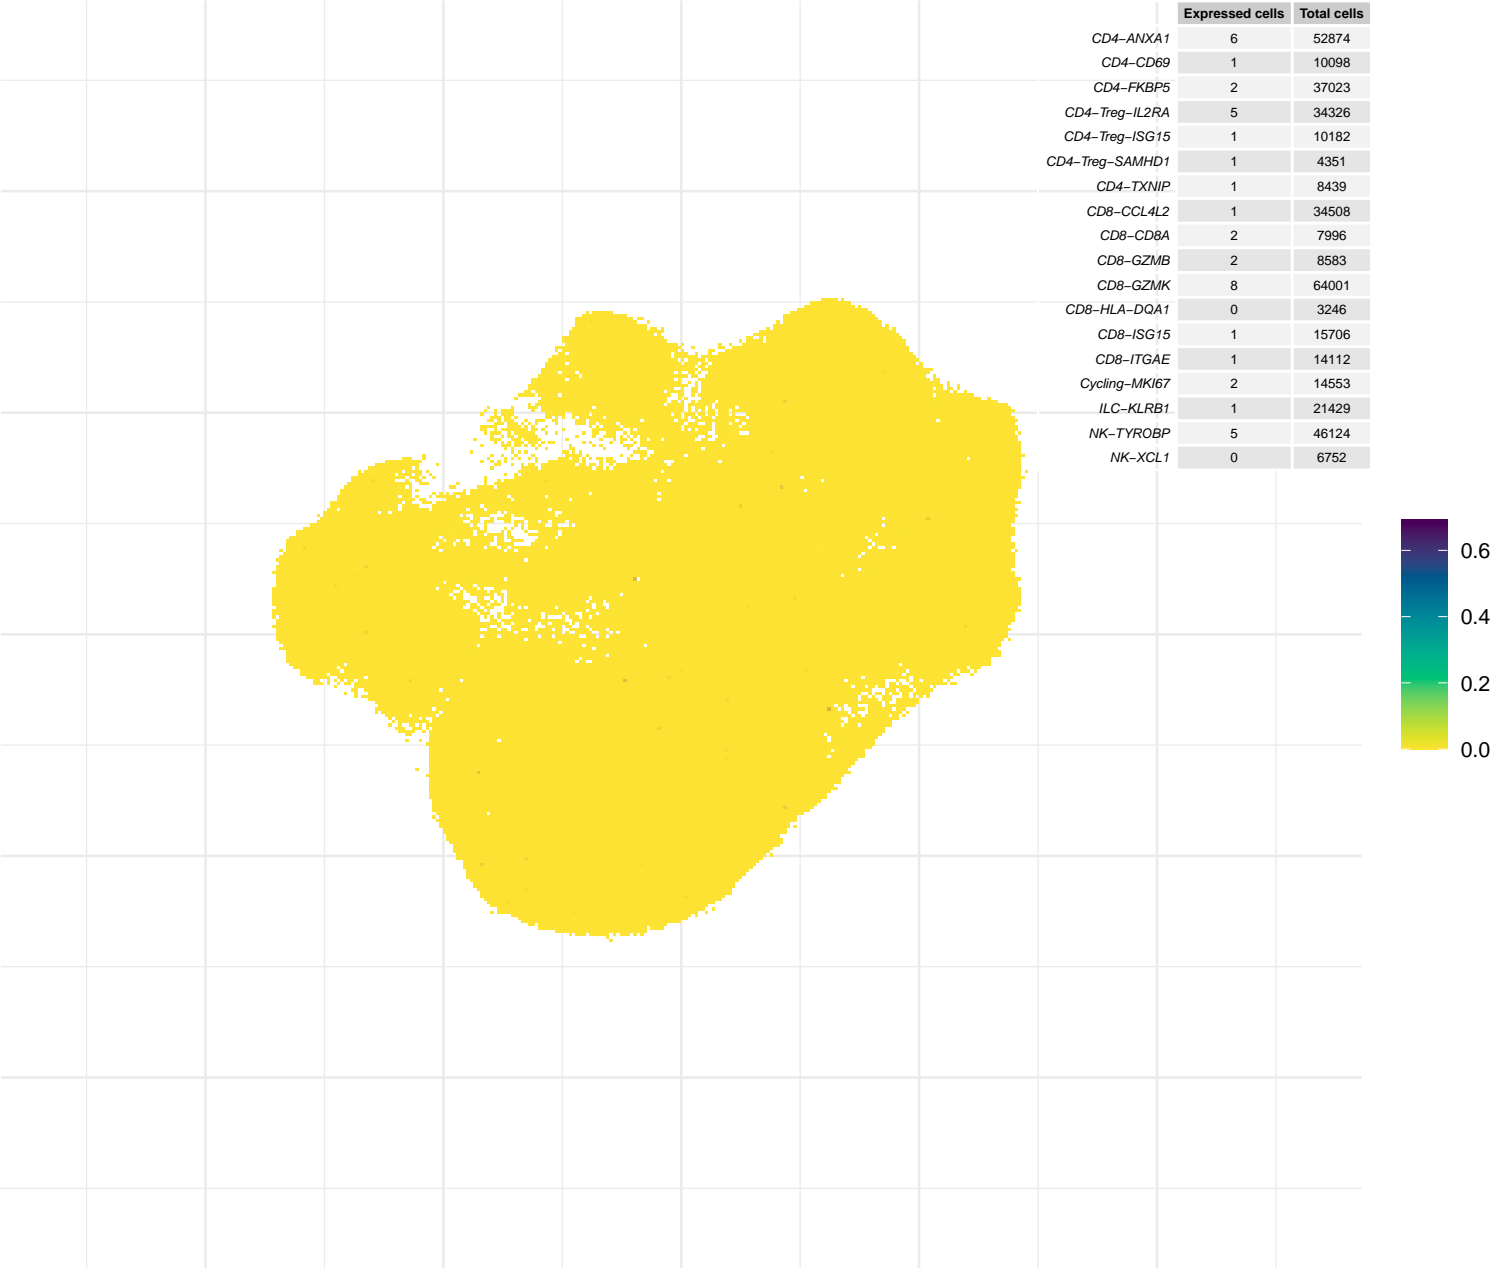 Expressed cells Total cells
CD4−ANXA1 6 52874
CD4−CD69 1 10098
CD4−FKBP5 2 37023
CD4−Treg−IL2RA 5 34326
CD4−Treg−ISG15 1 10182
CD4−Treg−SAMHD1 1 4351
CD4−TXNIP 1 8439
CD8−CCL4L2 1 34508
CD8−CD8A 2 7996
CD8−GZMB 2 8583
CD8−GZMK 8 64001
CD8−HLA−DQA1 0 3246
CD8−ISG15 1 15706
CD8−ITGAE 1 14112
Cycling−MKI67 2 14553
ILC−KLRB1 1 21429
NK−TYROBP 5 46124
NK−XCL1 0 6752
0.6
0.4
0.2
0.0